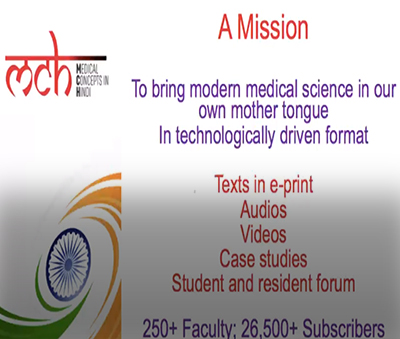 A Mission
mch
MEDICAL
CONCEPTS IN
HINDI
To bring modern medical science in our
own mother tongue
In technologically driven format
Texts in e-print
Audios
Videos
Case studies
Student and resident forum
250+ Faculty; 26,500+ Subscribers